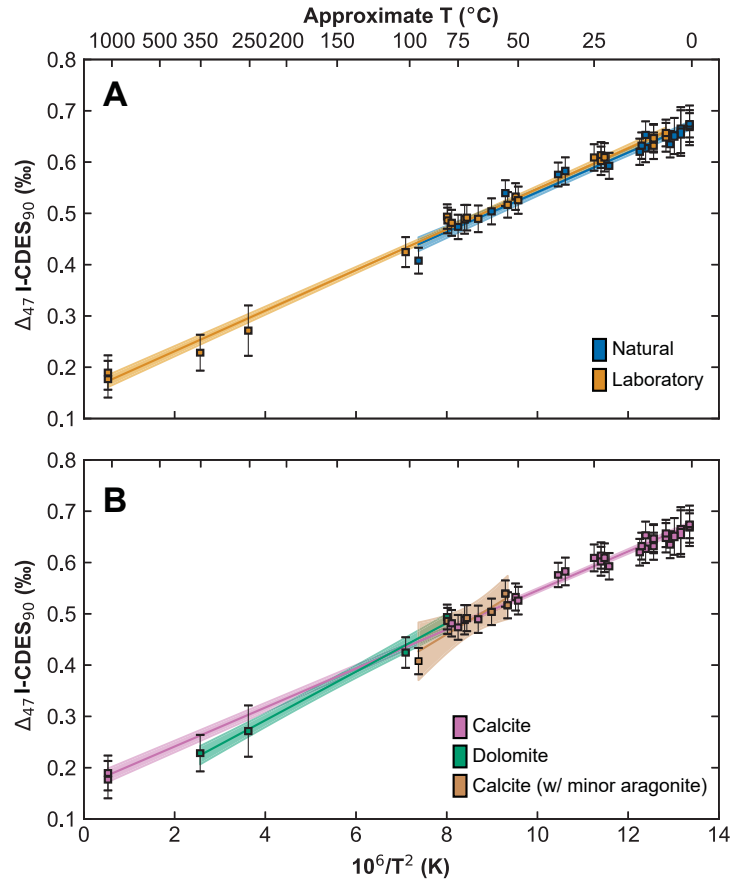 Approximate T (°C)
1000 500 350 250 200 150 100 75 50 25 0
A
0.8
0.7
0.6
0.5
0.4
0.3
0.2
0.1
Δ47 I-CDES90 (‰)
Natural
Laboratory
B
0.8
0.7
0.6
0.5
0.4
0.3
0.2
0.1
Δ47 I-CDES90 (‰)
Calcite
Dolomite
Calcite (w/ minor aragonite)
0 2 4 6 8 10 12 14
10^6/T^2 (K)